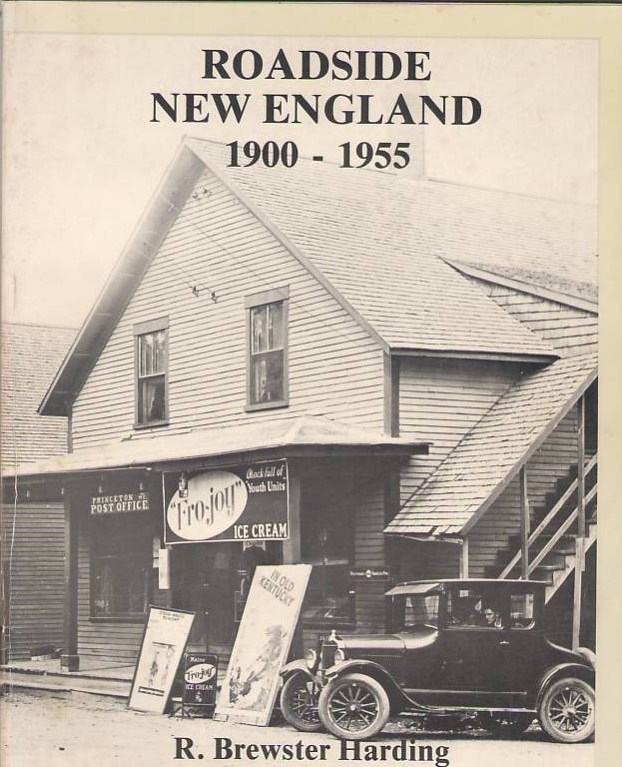 ROADSIDE
NEW ENGLAND
1900 - 1955
PRINCETON
POST OFFICE
Chock full of
Youth Units
"Fro-joy"
ICE CREAM
IN OLD
KENTUCKY
Maine
Fro-joy
ICE CREAM
R. Brewster Harding